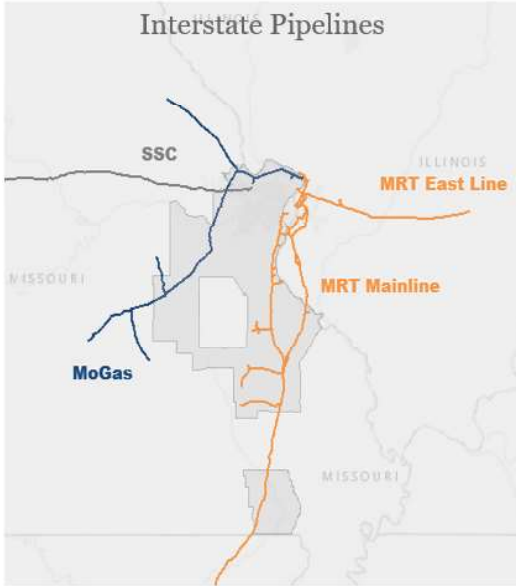 Interstate Pipelines
SSC
ILLINOIS
MRT East Line
MISSOURI
MRT Mainline
MoGas
MISSOURI